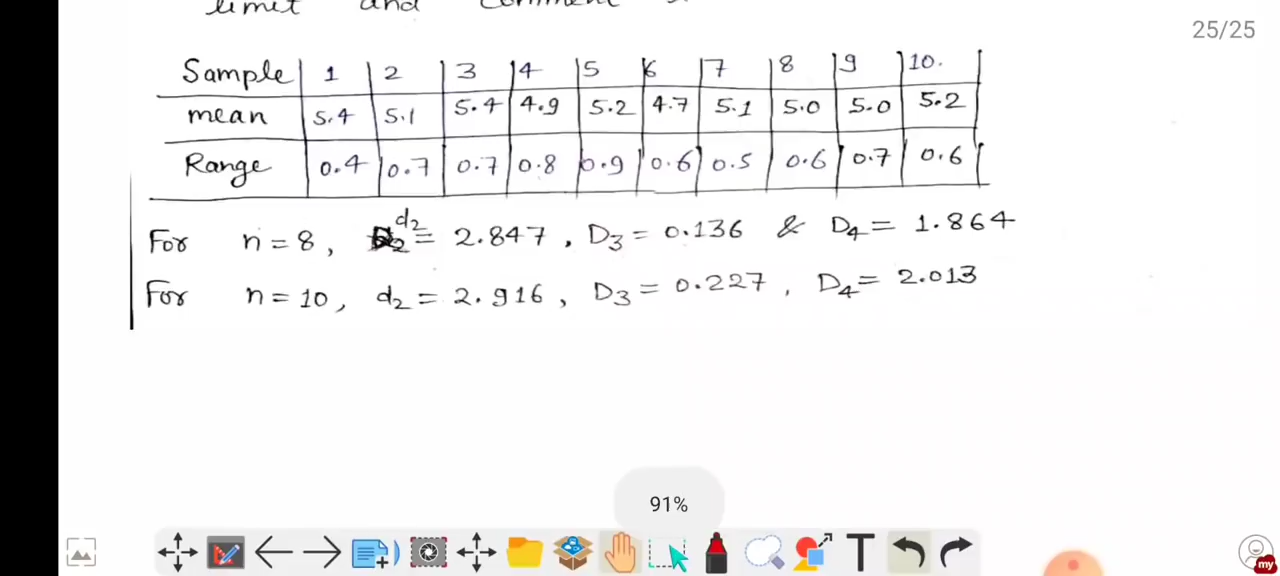 limit and comment
25/25
Sample 1 2 3 4 5 6 7 8 9 10.
mean 5.4 5.1 5.4 4.9 5.2 4.7 5.1 5.0 5.0 5.2
Range 0.4 0.7 0.7 0.8 0.9 0.6 0.5 0.6 0.7 0.6
For n = 8, d2 = 2.847, D3 = 0.136 & D4 = 1.864
For n = 10, d2 = 2.916, D3 = 0.227, D4 = 2.013
91%
T
my